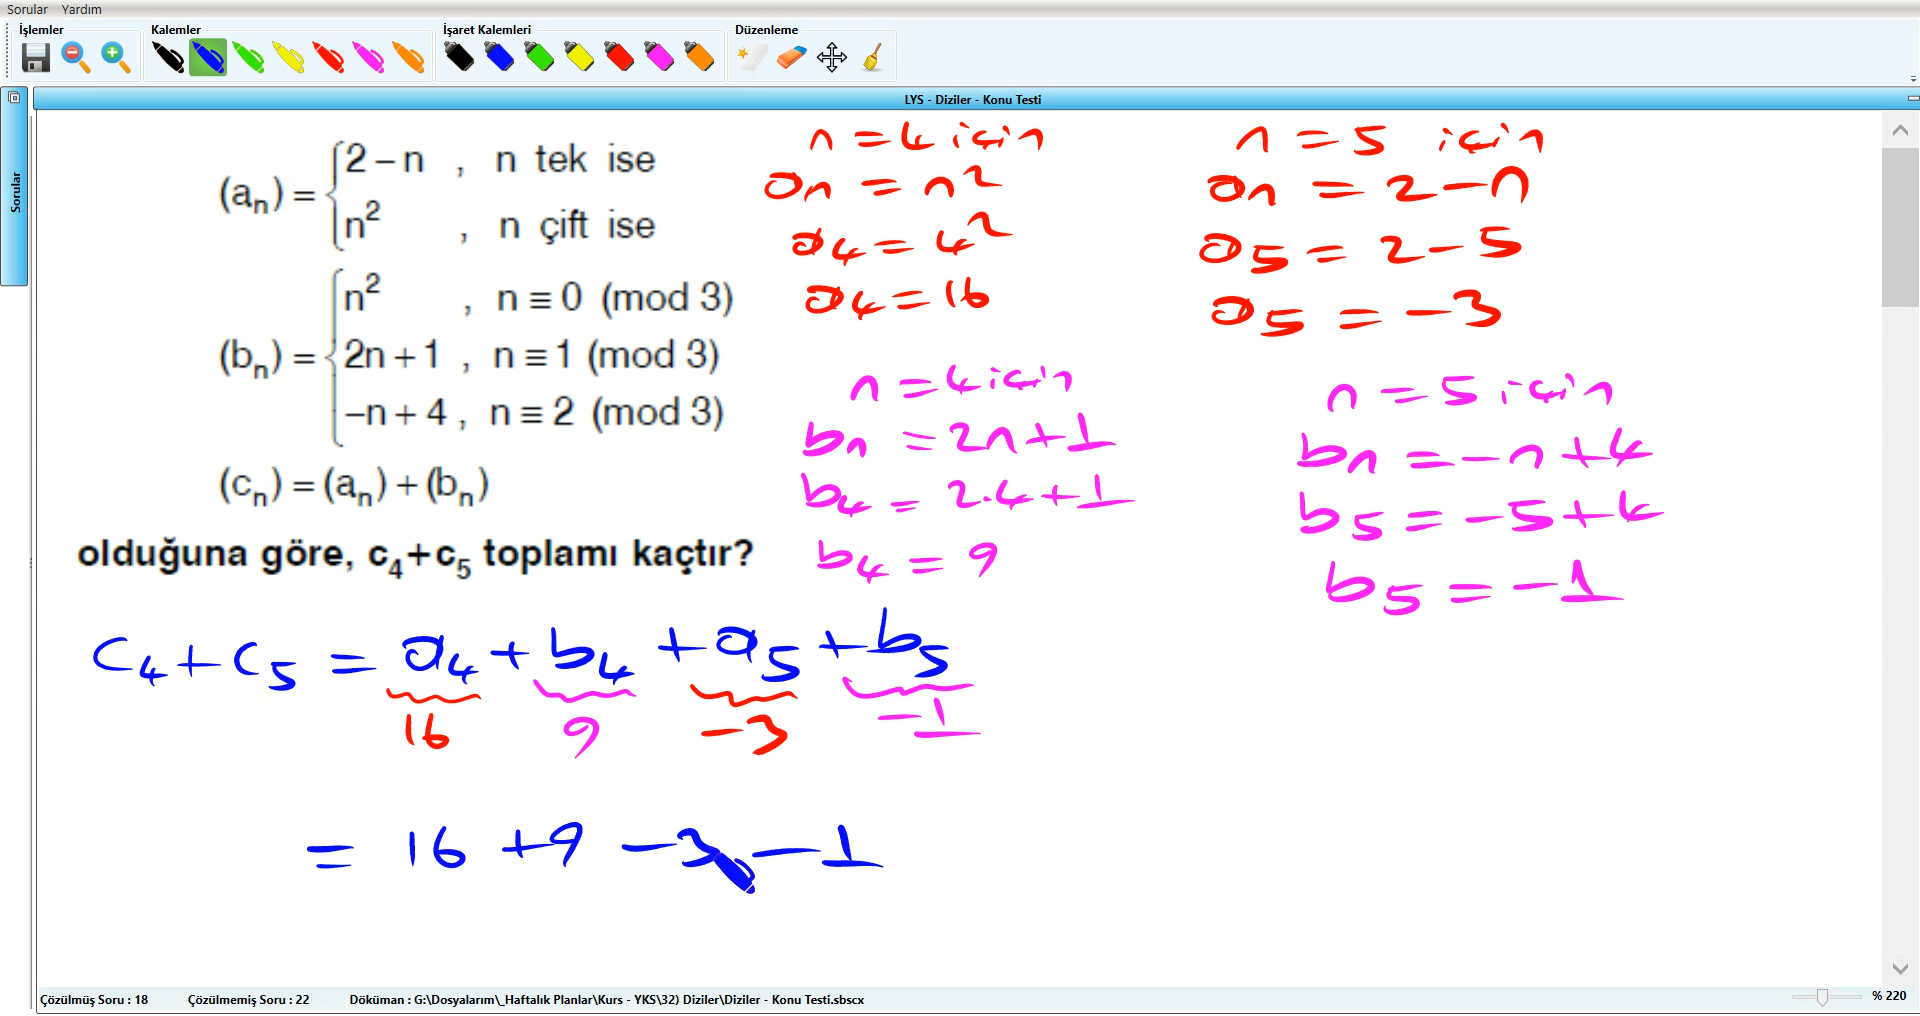 Sorular Yardım
İşlemler Kalemler İşaret Kalemleri Düzenleme
LYS - Diziler - Konu Testi
Sorular
(aₙ) = { 2 − n , n tek ise
n² , n çift ise
(bₙ) = { n² , n ≡ 0 (mod 3)
2n + 1 , n ≡ 1 (mod 3)
−n + 4 , n ≡ 2 (mod 3)
(cₙ) = (aₙ) + (bₙ)
olduğuna göre, c₄+c₅ toplamı kaçtır?
n = 4 için
aₙ = n²
a₄ = 4²
a₄ = 16
n = 5 için
aₙ = 2 − n
a₅ = 2 − 5
a₅ = −3
n = 4 için
bₙ = 2n + 1
b₄ = 2.4 + 1
b₄ = 9
n = 5 için
bₙ = −n + 4
b₅ = −5 + 4
b₅ = −1
c₄ + c₅ = a₄ + b₄ + a₅ + b₅
16 9 −3 −1
= 16 + 9 − 3 − 1
Çözülmüş Soru : 18 Çözülmemiş Soru : 22 Döküman : G:\Dosyalarım\_Haftalık Planlar\Kurs - YKS\32) Diziler\Diziler - Konu Testi.sbscx % 220